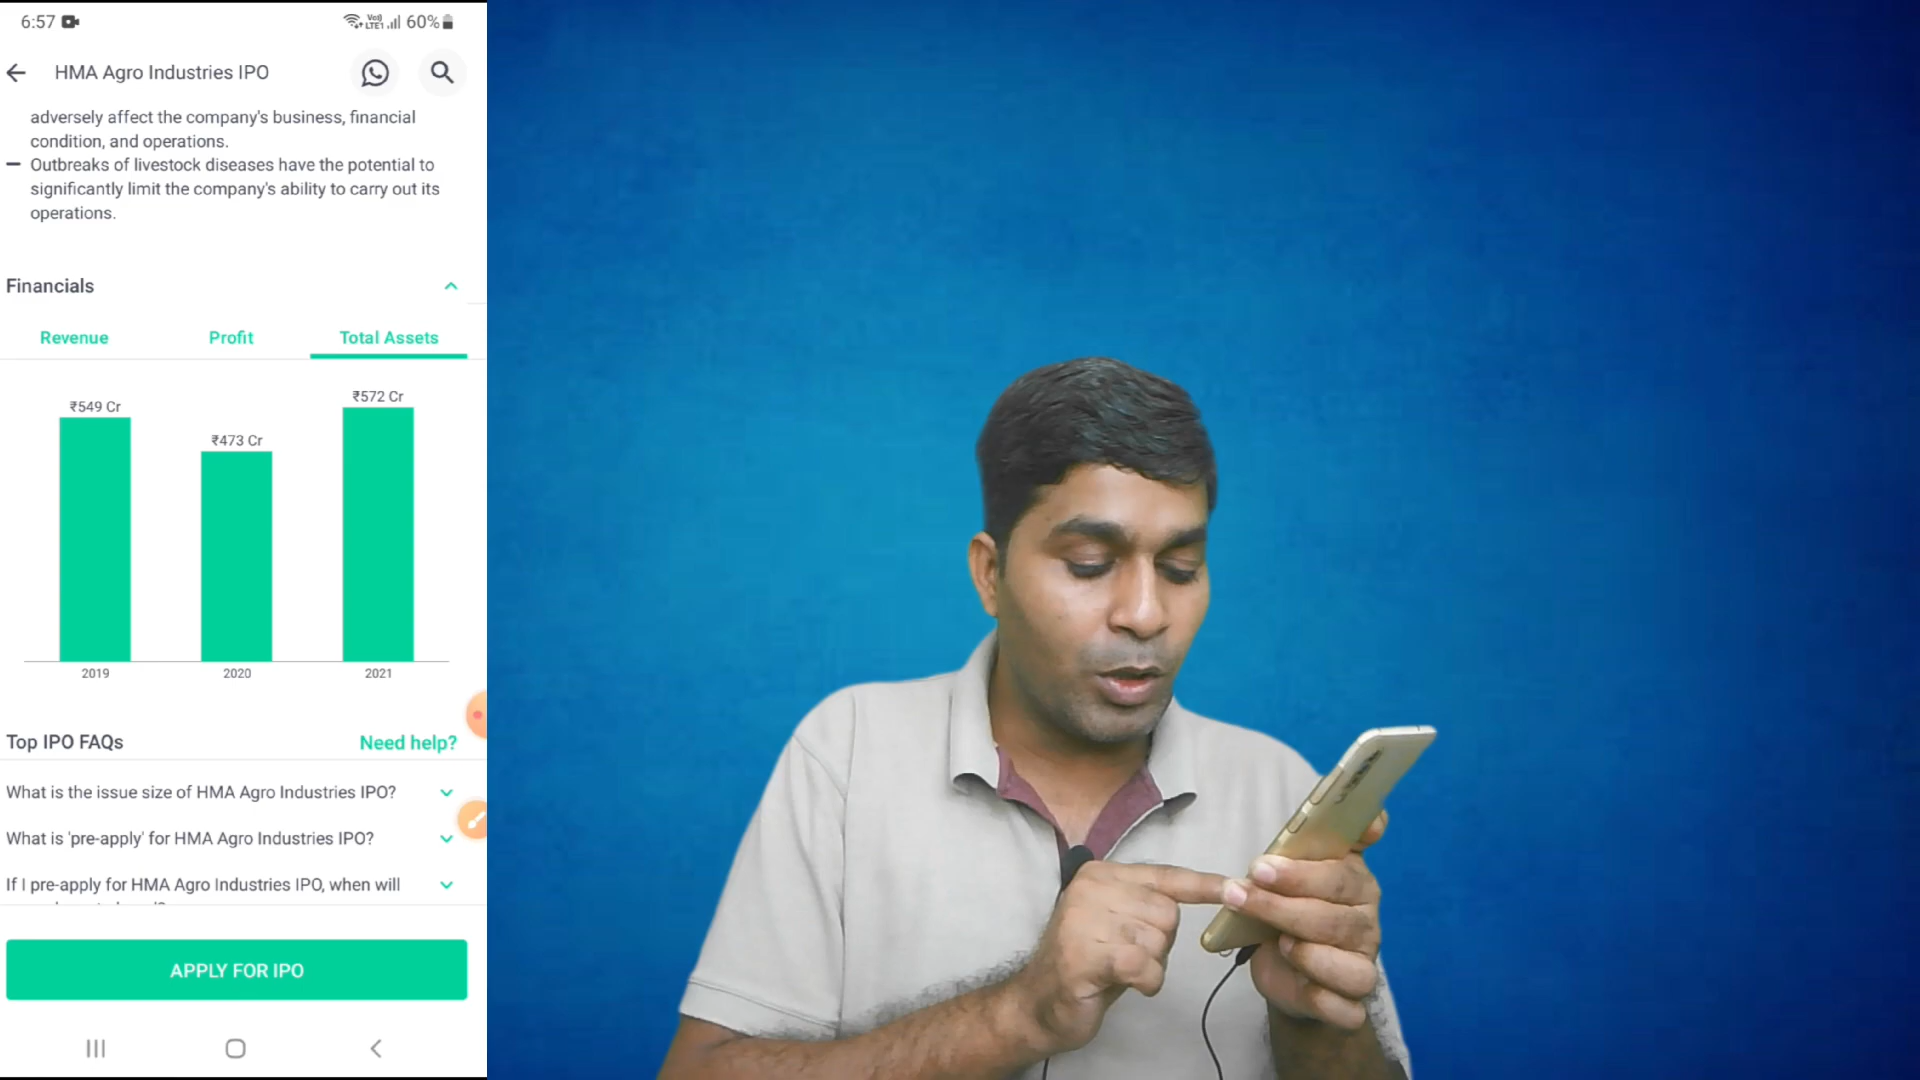 6:57
Vo)) LTE1 60%
HMA Agro Industries IPO
adversely affect the company's business, financial
condition, and operations.
Outbreaks of livestock diseases have the potential to
significantly limit the company's ability to carry out its
operations.
Financials
Revenue Profit Total Assets
₹549 Cr ₹473 Cr ₹572 Cr
2019 2020 2021
Top IPO FAQs Need help?
What is the issue size of HMA Agro Industries IPO?
What is 'pre-apply' for HMA Agro Industries IPO?
If I pre-apply for HMA Agro Industries IPO, when will
APPLY FOR IPO